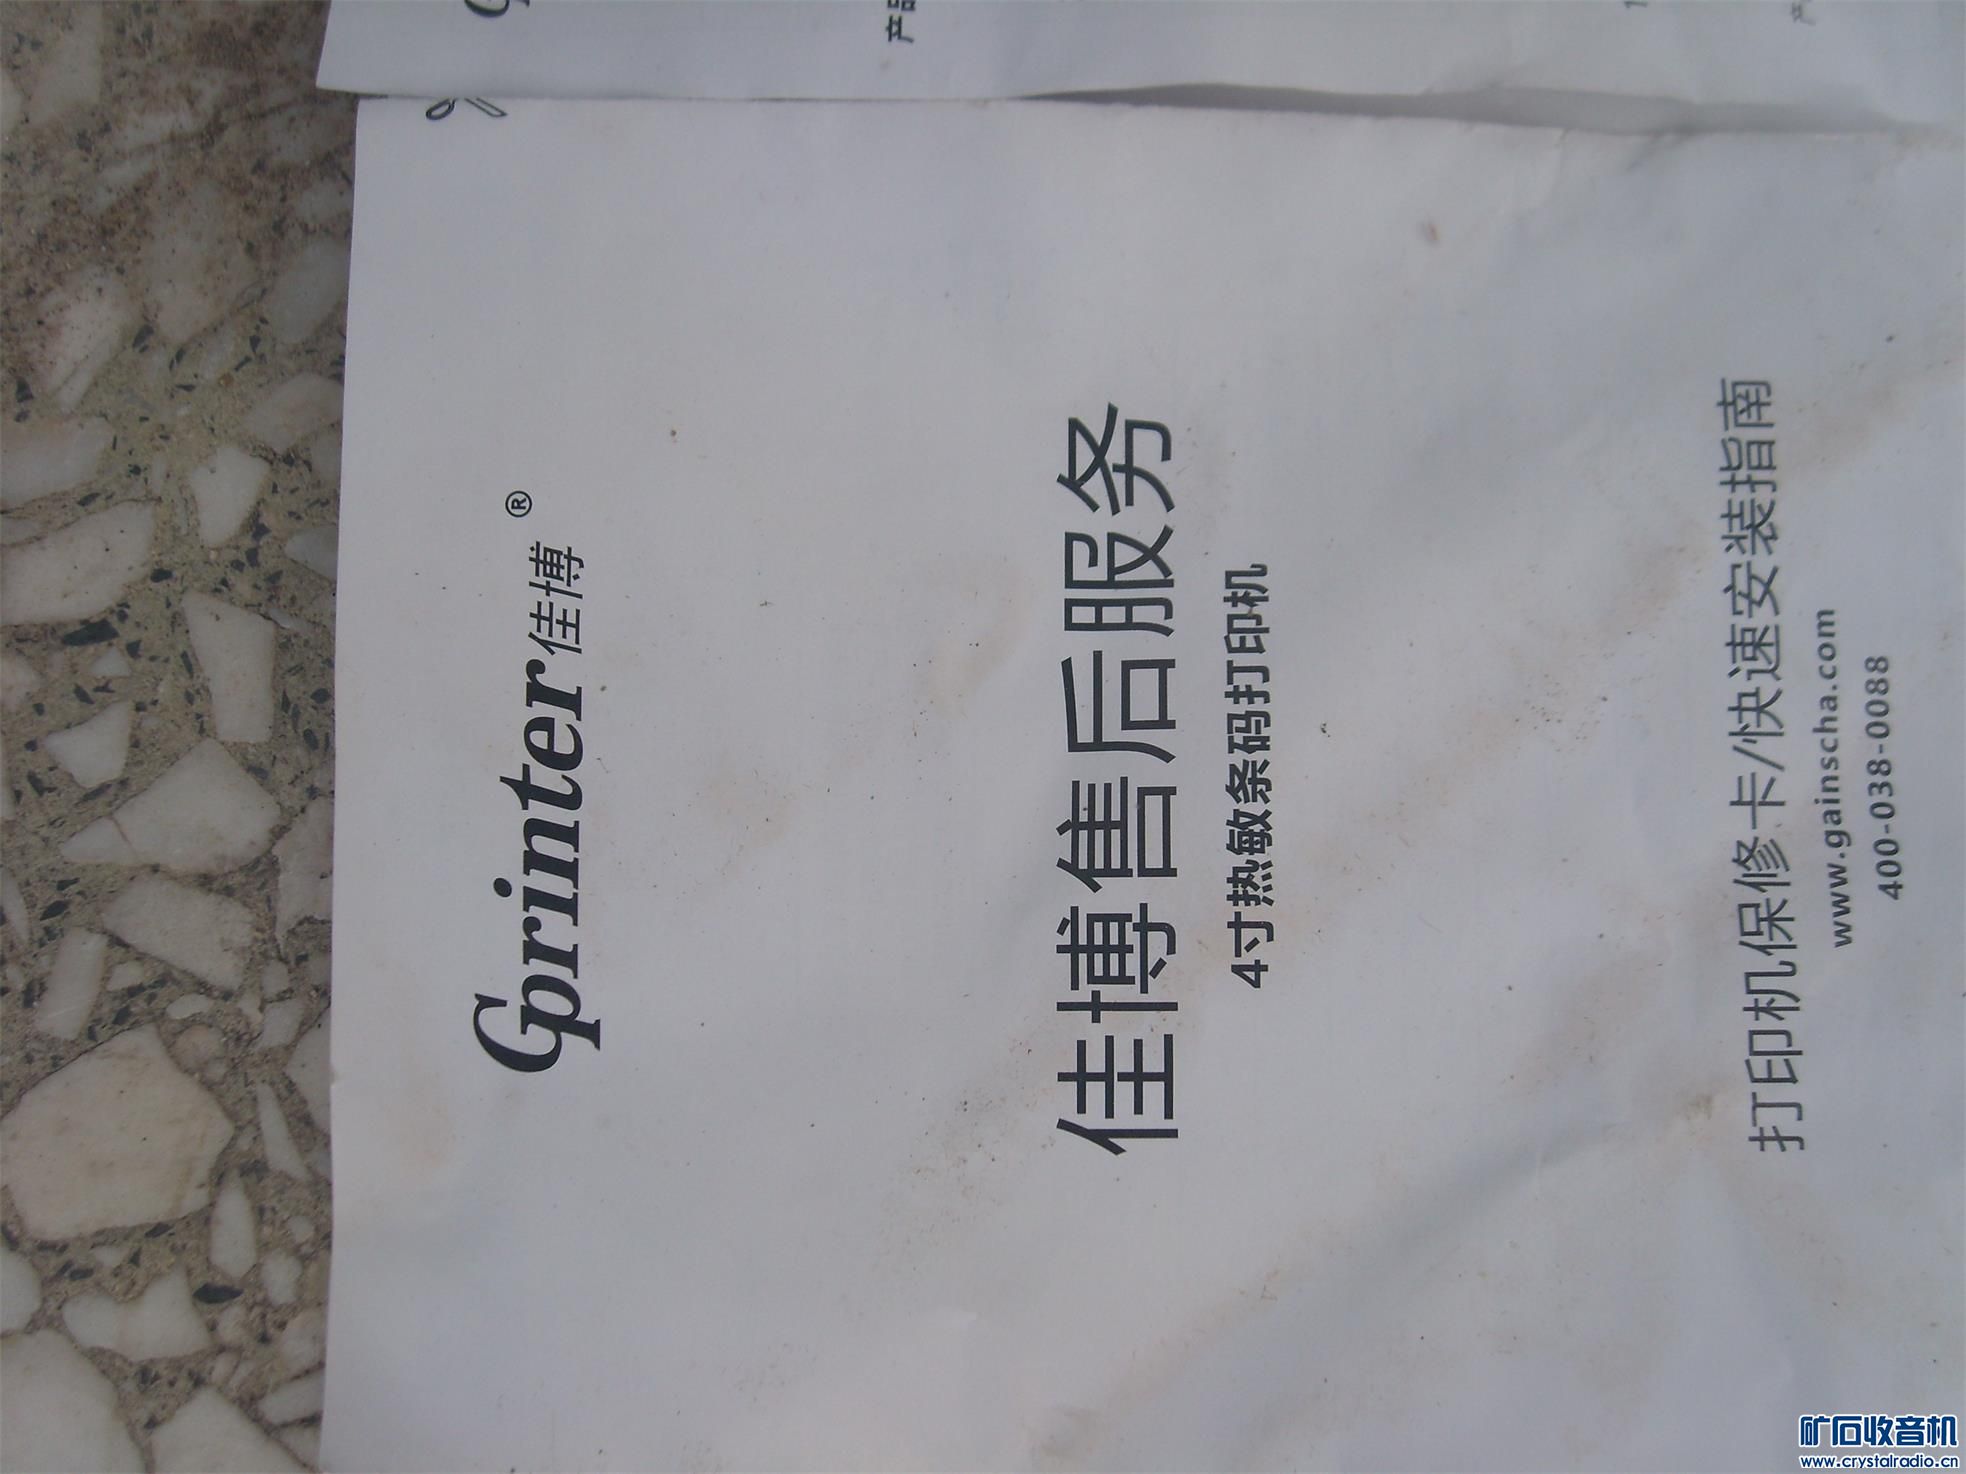 Gprinter佳博®
佳博售后服务
4寸热敏条码打印机
打印机保修卡/快速安装指南
www.gainscha.com
400-038-0088
矿石收音机
www.crystalradio.cn